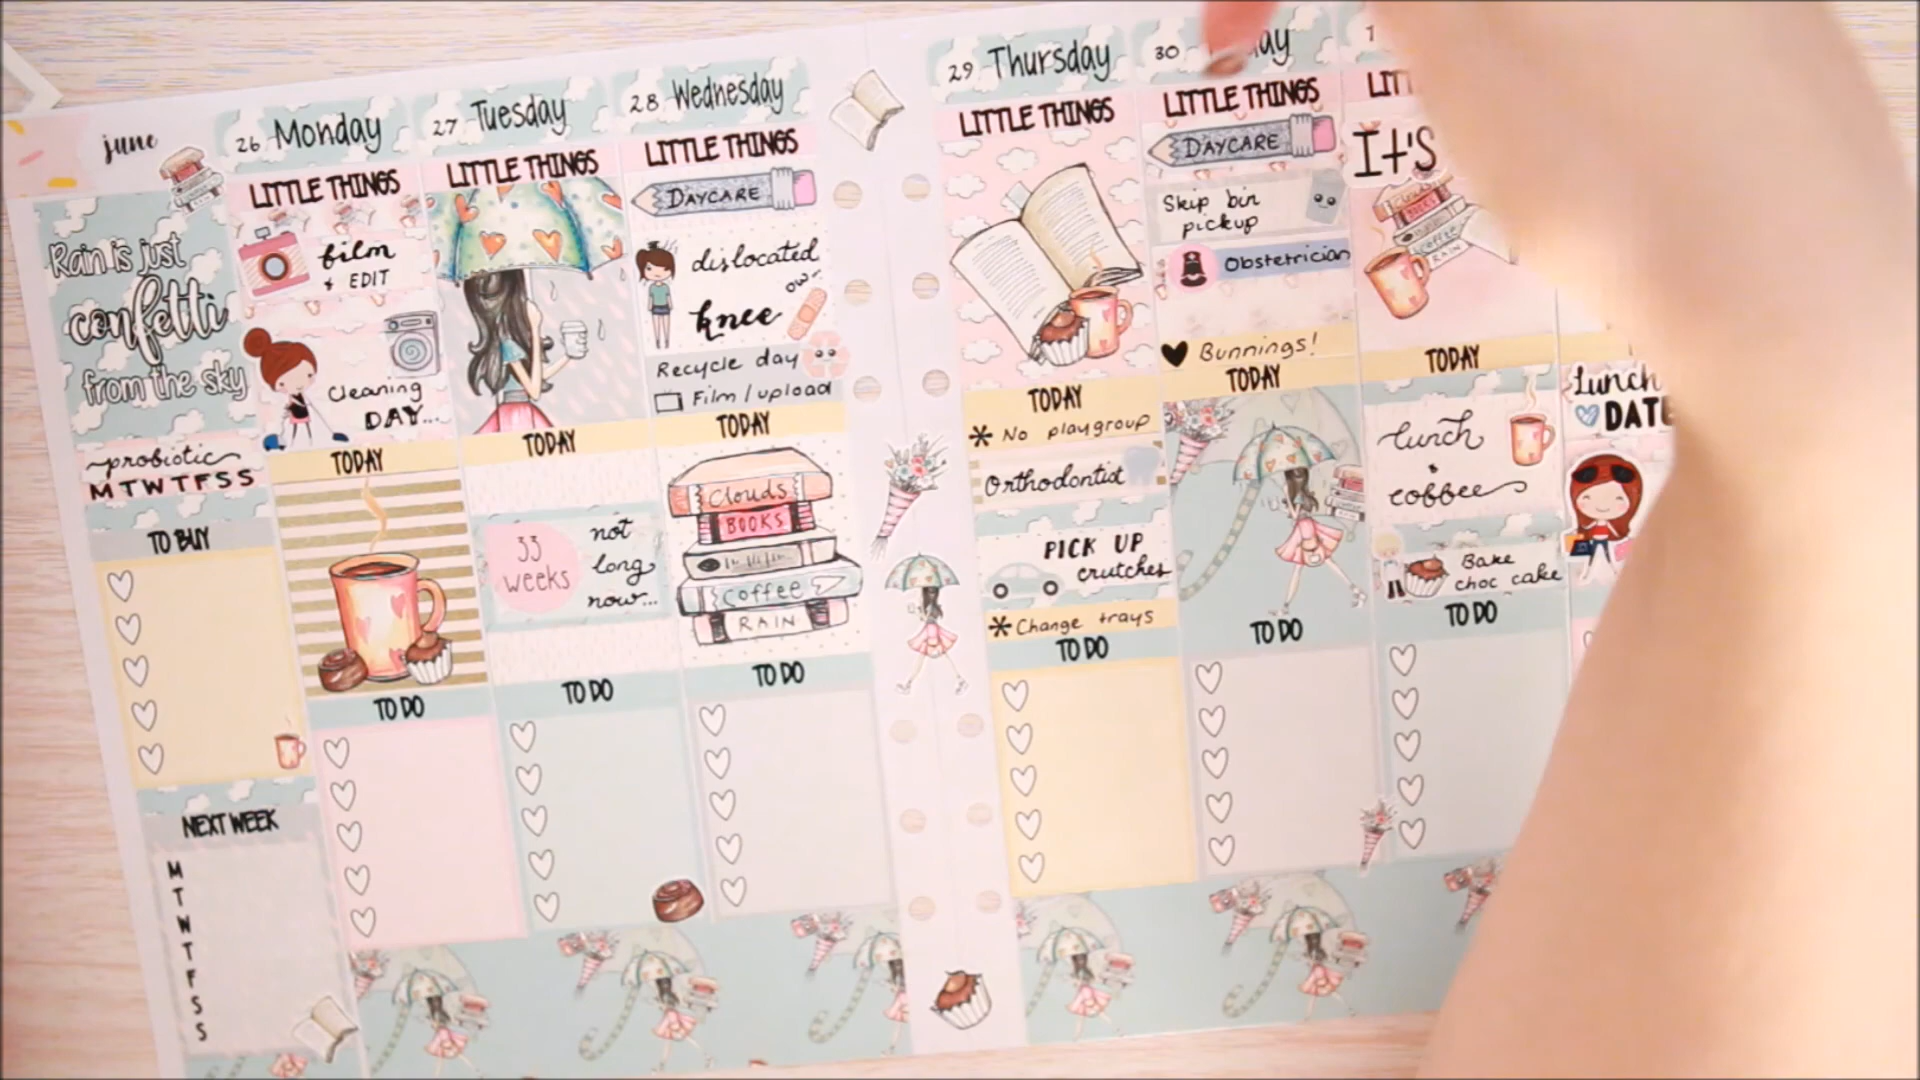 june
Rain is just
confetti
from the sky
probiotic
M T W T F S S
TO BUY
NEXT WEEK
M
T
W
T
F
S
S
26 Monday
LITTLE THINGS
film
& EDIT
Cleaning
DAY...
TODAY
TO DO
27 Tuesday
LITTLE THINGS
TODAY
33
weeks
not
long
now...
TO DO
28 Wednesday
LITTLE THINGS
DAYCARE
dislocated
knee
ow
Recycle day
Film / upload
TODAY
Clouds
BOOKS
Coffee
RAIN
TO DO
29 Thursday
LITTLE THINGS
TODAY
* No playgroup
Orthodontist
PICK UP
crutches
* Change trays
TO DO
30
LITTLE THINGS
DAYCARE
Skip bin
pickup
Obstetrician
Bunnings!
TODAY
TO DO
1
IT'S
BOOKS
Coffee
RAIN
TODAY
lunch
&
coffee
Bake
choc cake
TO DO
Lunch
DATE